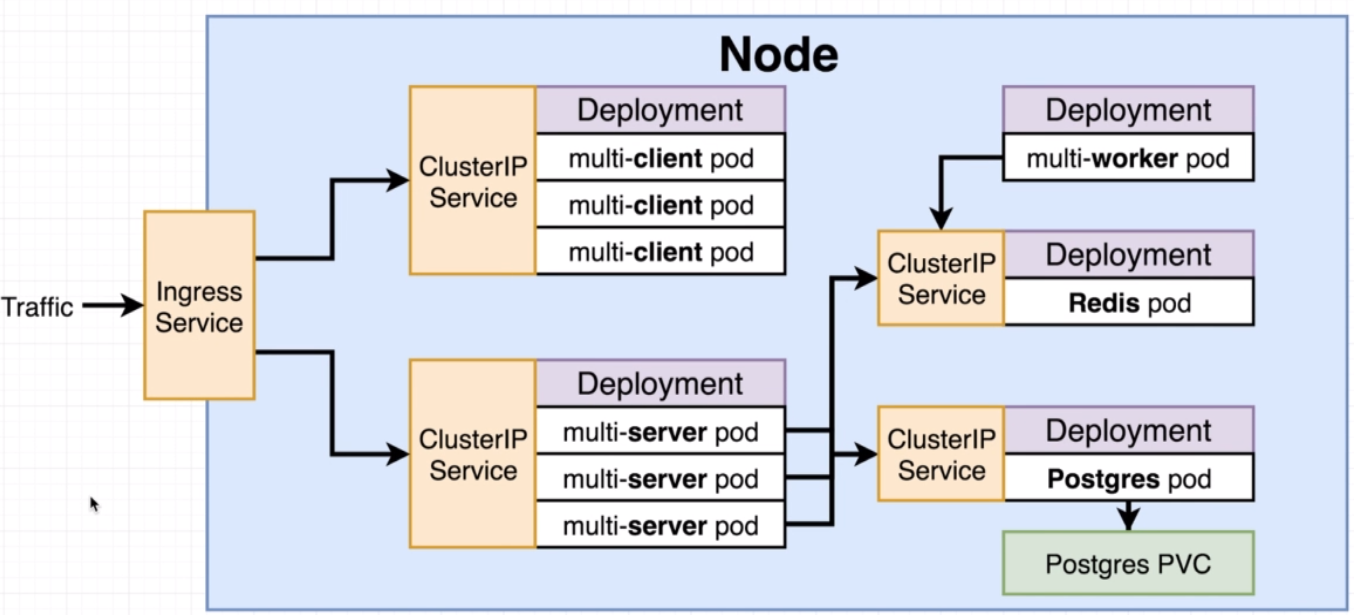 Node
Traffic
Ingress
Service
ClusterIP
Service
Deployment
multi-client pod
multi-client pod
multi-client pod
ClusterIP
Service
Deployment
multi-server pod
multi-server pod
multi-server pod
Deployment
multi-worker pod
ClusterIP
Service
Deployment
Redis pod
ClusterIP
Service
Deployment
Postgres pod
Postgres PVC